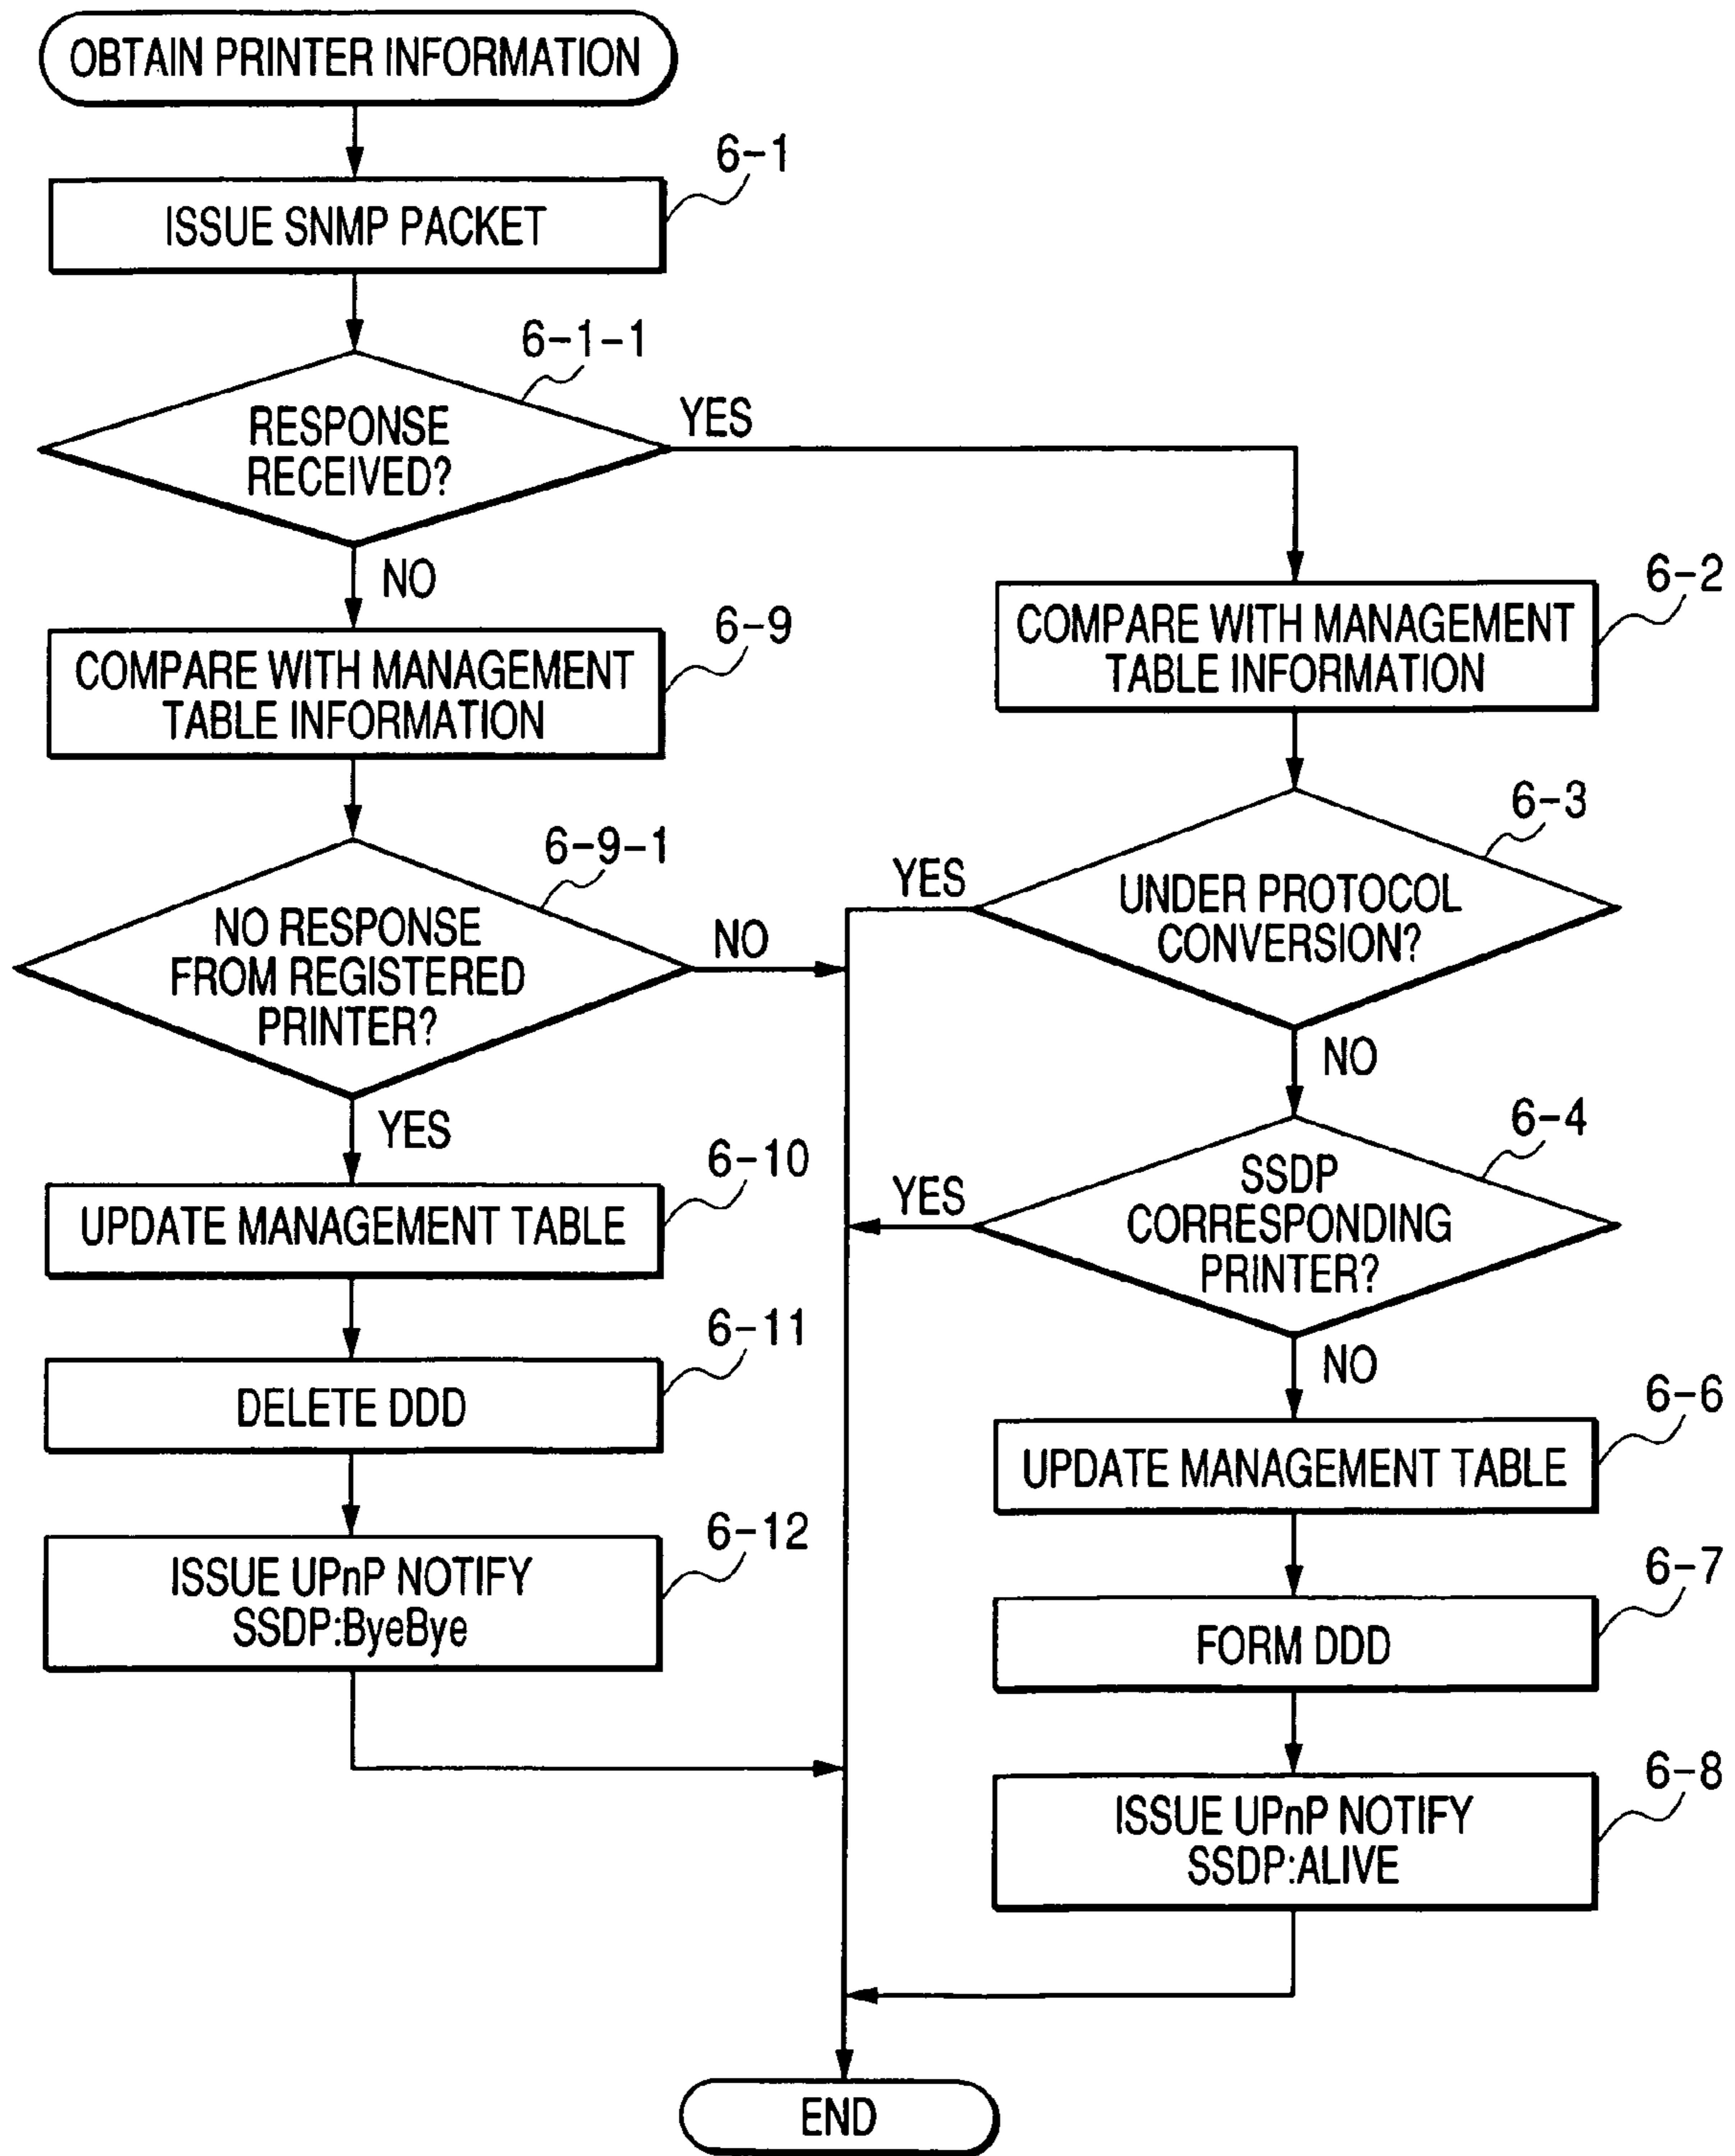 OBTAIN PRINTER INFORMATION
6-1
ISSUE SNMP PACKET
6-1-1
RESPONSE
RECEIVED?
YES
NO
6-9
COMPARE WITH MANAGEMENT
TABLE INFORMATION
6-9-1
NO RESPONSE
FROM REGISTERED
PRINTER?
NO
YES
6-10
UPDATE MANAGEMENT TABLE
6-11
DELETE DDD
6-12
ISSUE UPnP NOTIFY
SSDP:ByeBye
6-2
COMPARE WITH MANAGEMENT
TABLE INFORMATION
6-3
UNDER PROTOCOL
CONVERSION?
YES
NO
6-4
SSDP
CORRESPONDING
PRINTER?
YES
NO
6-6
UPDATE MANAGEMENT TABLE
6-7
FORM DDD
6-8
ISSUE UPnP NOTIFY
SSDP:ALIVE
END